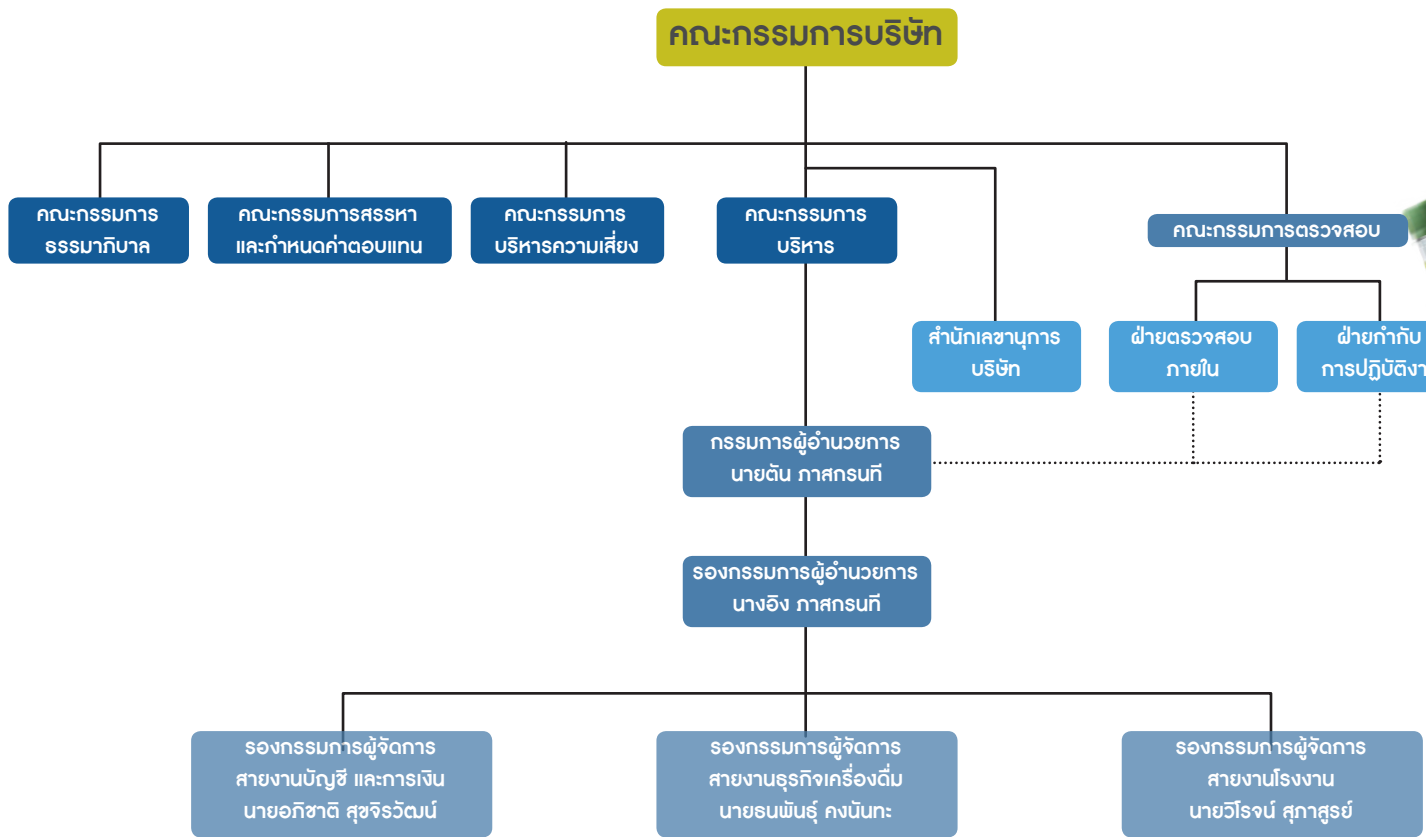 คณะกรรมการบริษัท
คณะกรรมการ
ธรรมาภิบาล
คณะกรรมการสรรหา
และกำหนดค่าตอบแทน
คณะกรรมการ
บริหารความเสี่ยง
คณะกรรมการ
บริหาร
คณะกรรมการตรวจสอบ
สำนักเลขานุการ
บริษัท
ฝ่ายตรวจสอบ
ภายใน
ฝ่ายกำกับ
การปฏิบัติงา
กรรมการผู้อำนวยการ
นายตัน ภาสกรนที
รองกรรมการผู้อำนวยการ
นางอิง ภาสกรนที
รองกรรมการผู้จัดการ
สายงานบัญชี และการเงิน
นายอภิชาติ สุขจิรวัฒน์
รองกรรมการผู้จัดการ
สายงานธุรกิจเครื่องดื่ม
นายธนพันธุ์ คงนันทะ
รองกรรมการผู้จัดการ
สายงานโรงงาน
นายวิโรจน์ สุภาสูรย์